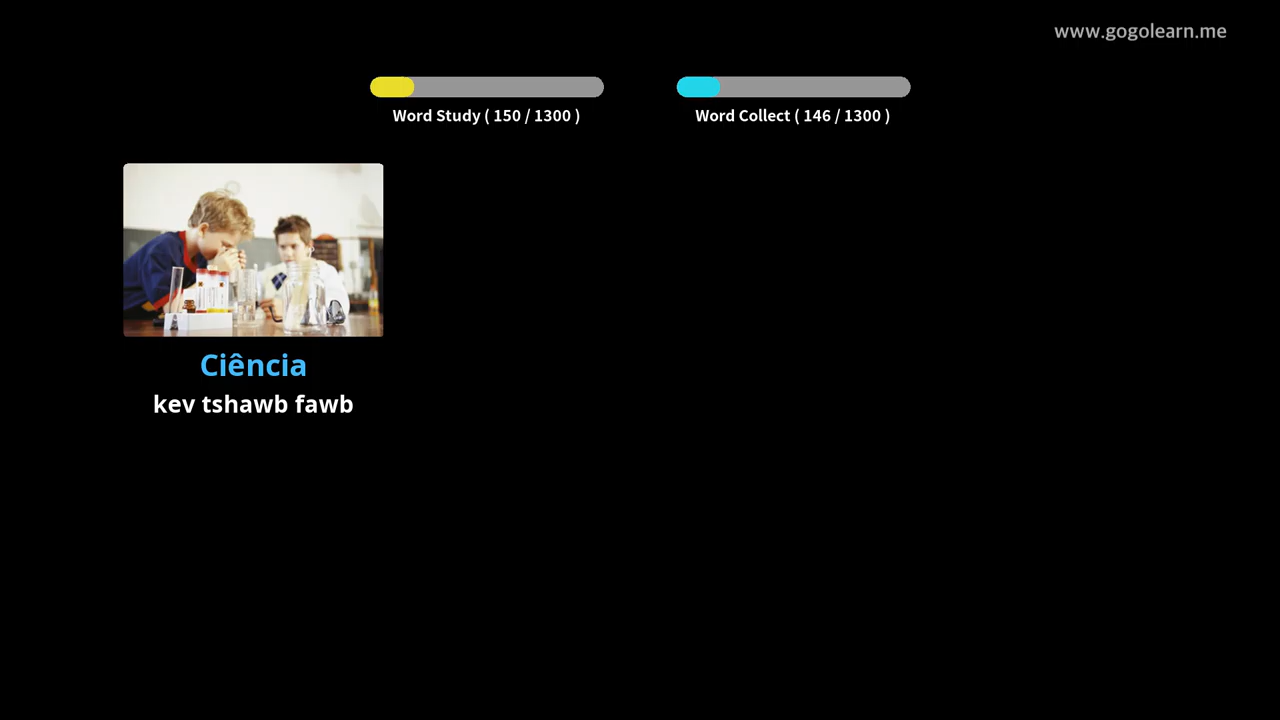 www.gogolearn.me
Word Study ( 150 / 1300 )
Word Collect ( 146 / 1300 )
Ciência
kev tshawb fawb